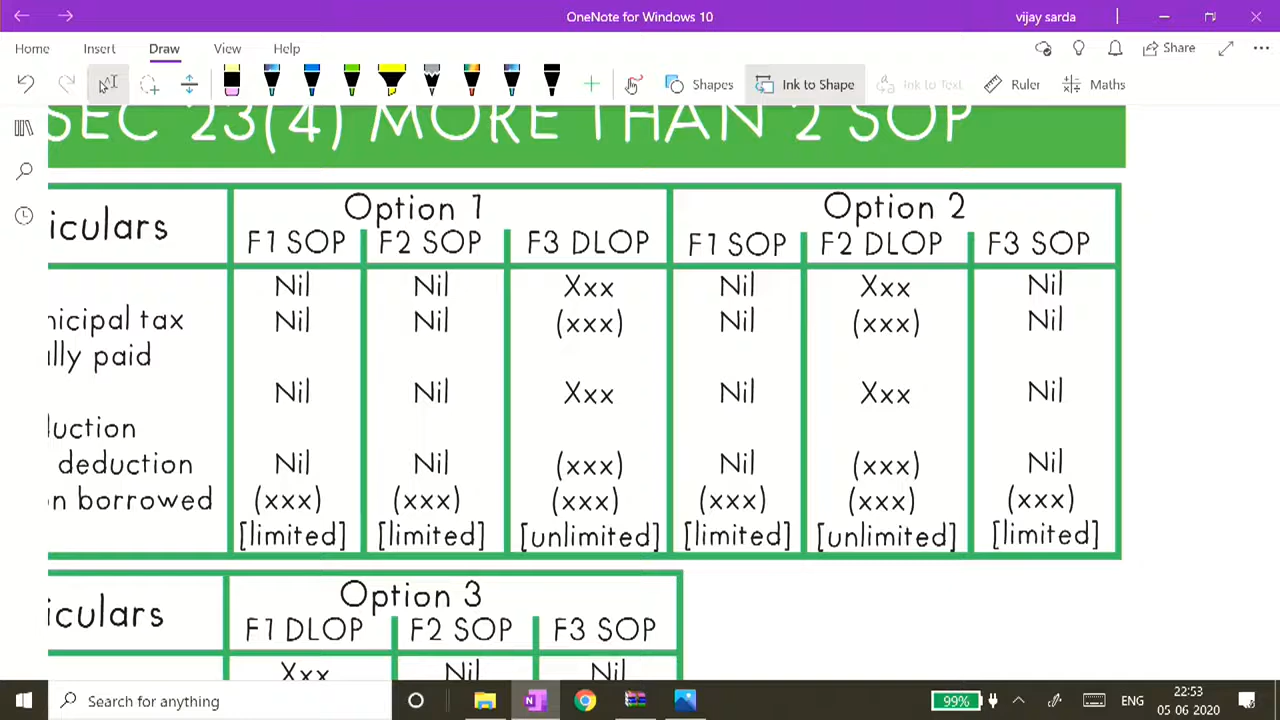 OneNote for Windows 10
vijay sarda
Home Insert Draw View Help
Share
Shapes
Ink to Shape
Ink to Text
Ruler
Maths
SEC 23(4) MORE THAN 2 SOP
iculars Option 1 Option 2
F1 SOP F2 SOP F3 DLOP F1 SOP F2 DLOP F3 SOP
Nil Nil Xxx Nil Xxx Nil
nicipal tax Nil Nil (xxx) Nil (xxx) Nil
ally paid
Nil Nil Xxx Nil Xxx Nil
uction
deduction Nil Nil (xxx) Nil (xxx) Nil
n borrowed (xxx) (xxx) (xxx) (xxx) (xxx) (xxx)
[limited] [limited] [unlimited] [limited] [unlimited] [limited]
iculars Option 3
F1 DLOP F2 SOP F3 SOP
Xxx Nil Nil
Search for anything
99%
ENG
22:53
05-06-2020